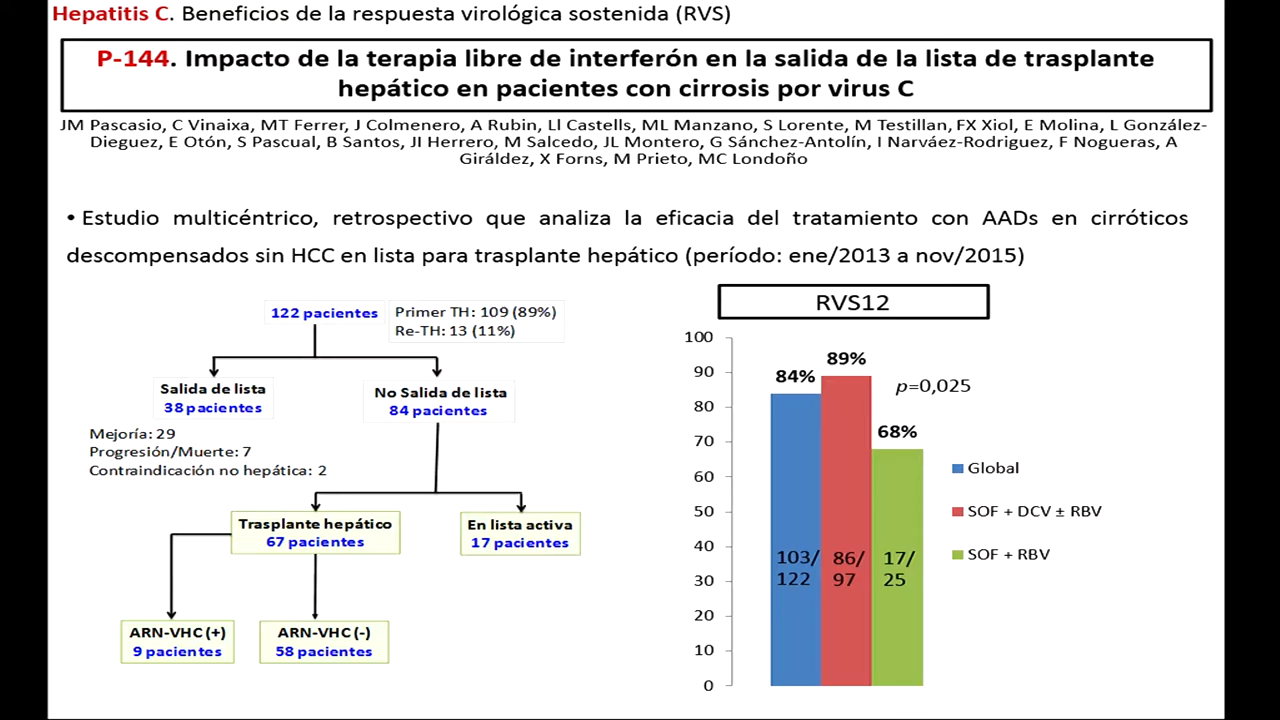 Hepatitis C. Beneficios de la respuesta virológica sostenida (RVS)
P-144. Impacto de la terapia libre de interferón en la salida de la lista de trasplante
hepático en pacientes con cirrosis por virus C
JM Pascasio, C Vinaixa, MT Ferrer, J Colmenero, A Rubin, Ll Castells, ML Manzano, S Lorente, M Testillan, FX Xiol, E Molina, L González-
Dieguez, E Otón, S Pascual, B Santos, JI Herrero, M Salcedo, JL Montero, G Sánchez-Antolín, I Narváez-Rodriguez, F Nogueras, A
Giráldez, X Forns, M Prieto, MC Londoño
• Estudio multicéntrico, retrospectivo que analiza la eficacia del tratamiento con AADs en cirróticos
descompensados sin HCC en lista para trasplante hepático (período: ene/2013 a nov/2015)
122 pacientes
Primer TH: 109 (89%)
Re-TH: 13 (11%)
Salida de lista
38 pacientes
No Salida de lista
84 pacientes
Mejoría: 29
Progresión/Muerte: 7
Contraindicación no hepática: 2
Trasplante hepático
67 pacientes
En lista activa
17 pacientes
ARN-VHC (+)
9 pacientes
ARN-VHC (-)
58 pacientes
RVS12
100
90
80
70
60
50
40
30
20
10
0
84%
89%
68%
p=0,025
103/
122
86/
97
17/
25
Global
SOF + DCV ± RBV
SOF + RBV